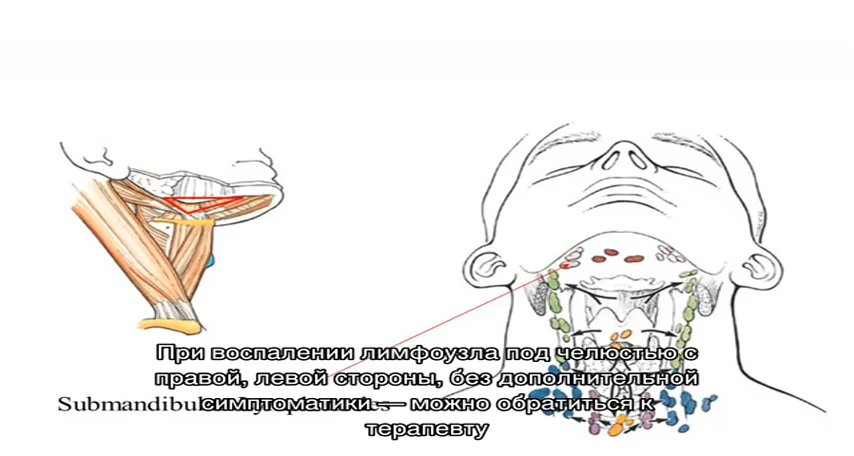 При воспалении лимфоузла под челюстью с
правой, левой стороны, без дополнительной
симптоматики — можно обратиться к
терапевту